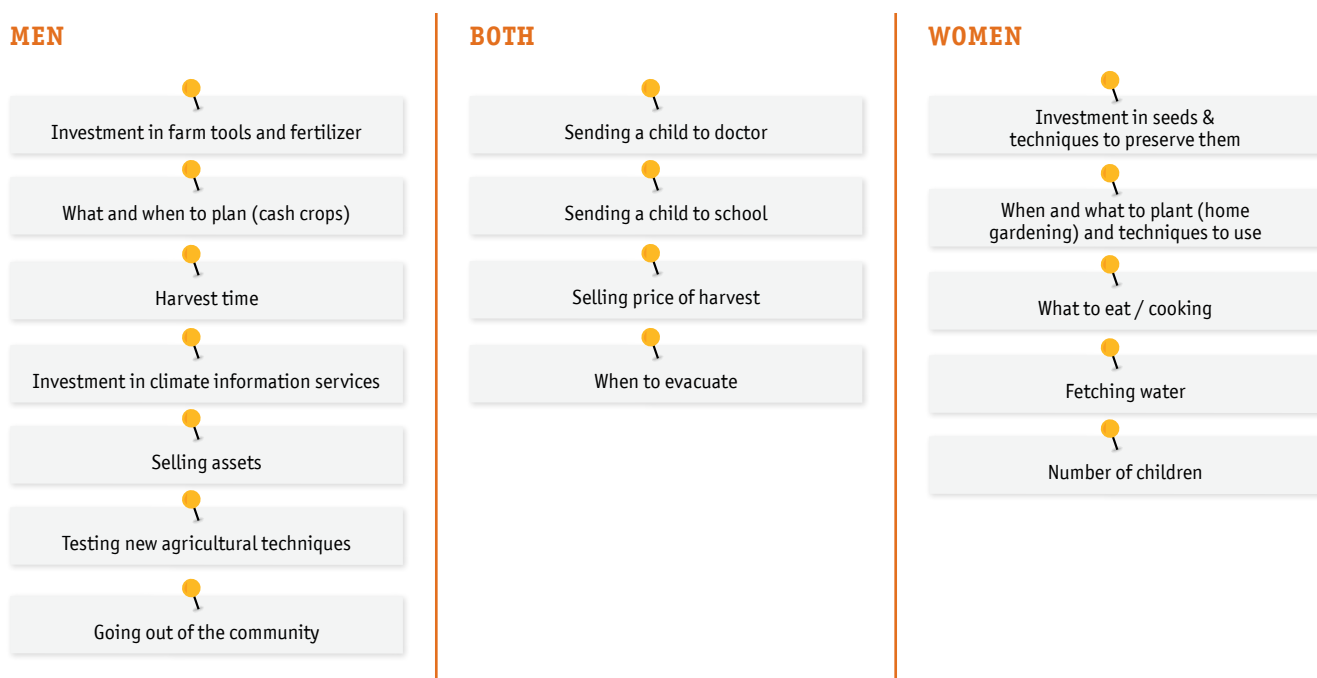 MEN
Investment in farm tools and fertilizer
What and when to plan (cash crops)
Harvest time
Investment in climate information services
Selling assets
Testing new agricultural techniques
Going out of the community
BOTH
Sending a child to doctor
Sending a child to school
Selling price of harvest
When to evacuate
WOMEN
Investment in seeds &
techniques to preserve them
When and what to plant (home
gardening) and techniques to use
What to eat / cooking
Fetching water
Number of children